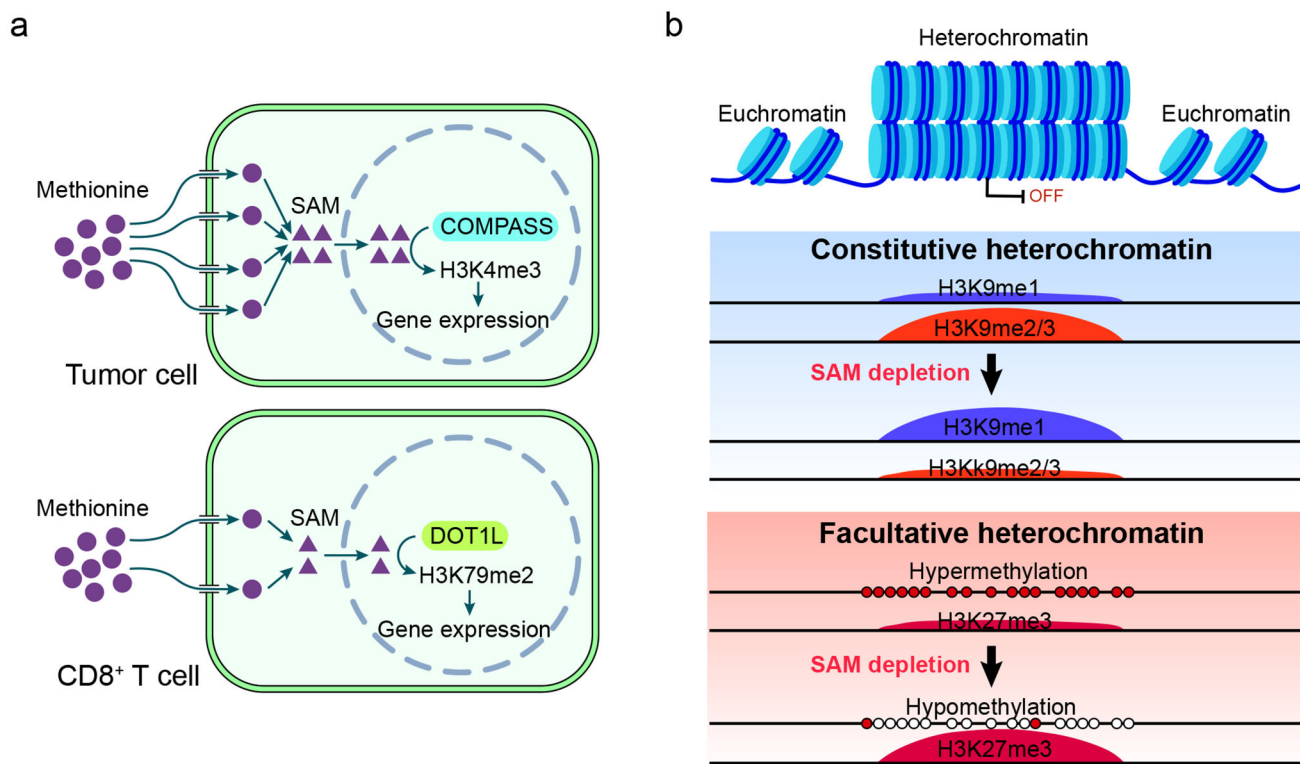 a
Methionine
SAM
COMPASS
H3K4me3
Gene expression
Tumor cell
Methionine
SAM
DOT1L
H3K79me2
Gene expression
CD8⁺ T cell
b
Heterochromatin
Euchromatin
Euchromatin
OFF
Constitutive heterochromatin
H3K9me1
H3K9me2/3
SAM depletion
H3K9me1
H3Kk9me2/3
Facultative heterochromatin
Hypermethylation
H3K27me3
SAM depletion
Hypomethylation
H3K27me3